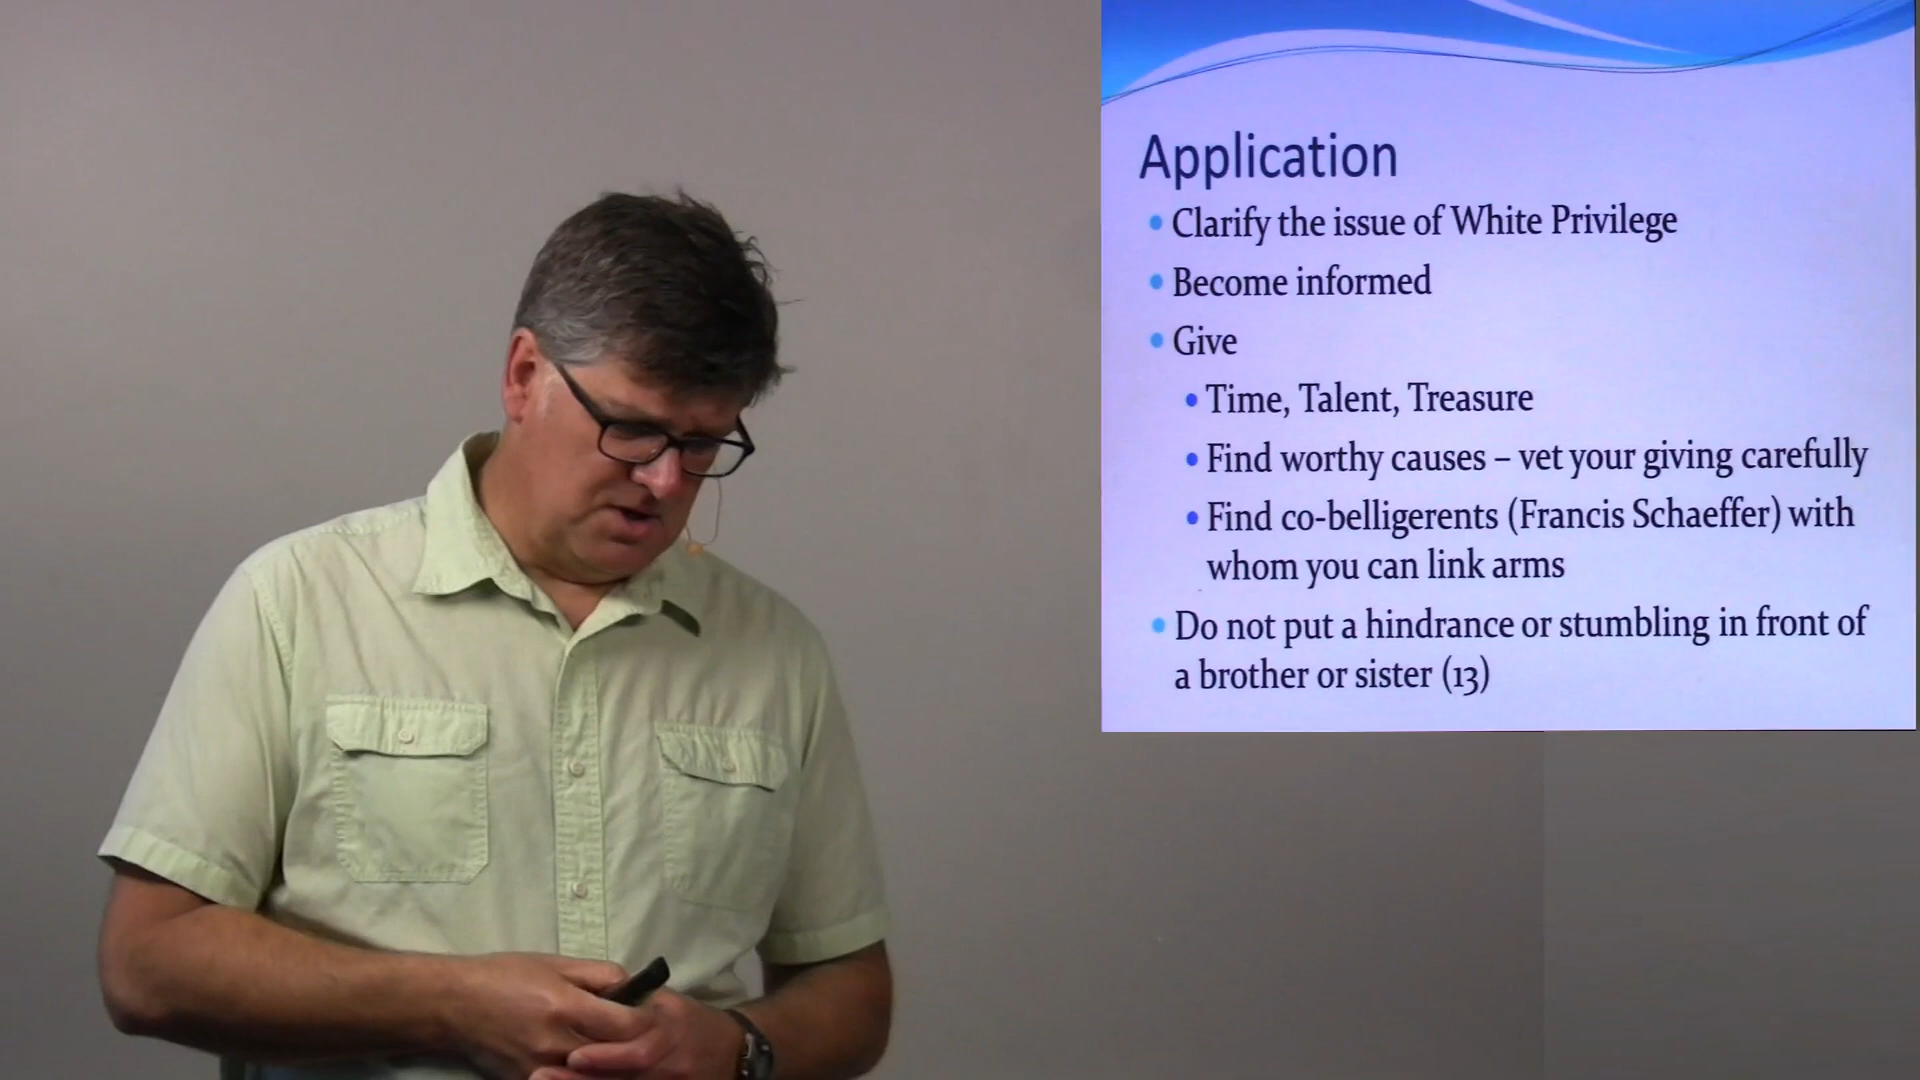 Application
Clarify the issue of White Privilege
Become informed
Give
Time, Talent, Treasure
Find worthy causes – vet your giving carefully
Find co-belligerents (Francis Schaeffer) with
whom you can link arms
Do not put a hindrance or stumbling in front of
a brother or sister (13)